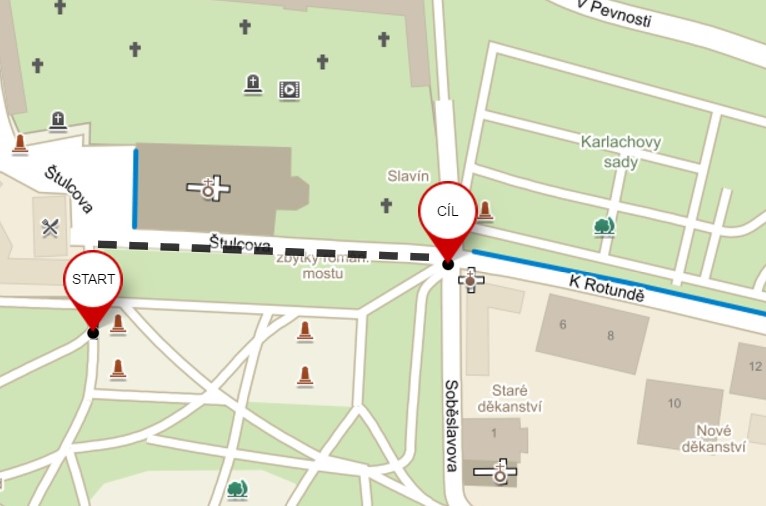 V Pevnosti
Karlachovy
sady
Slavín
Štulcova
CÍL
Štulcova
zbytky román.
mostu
START
K Rotundě
6
8
12
Staré
děkanství
10
1
Nové
děkanství
Soběslavova